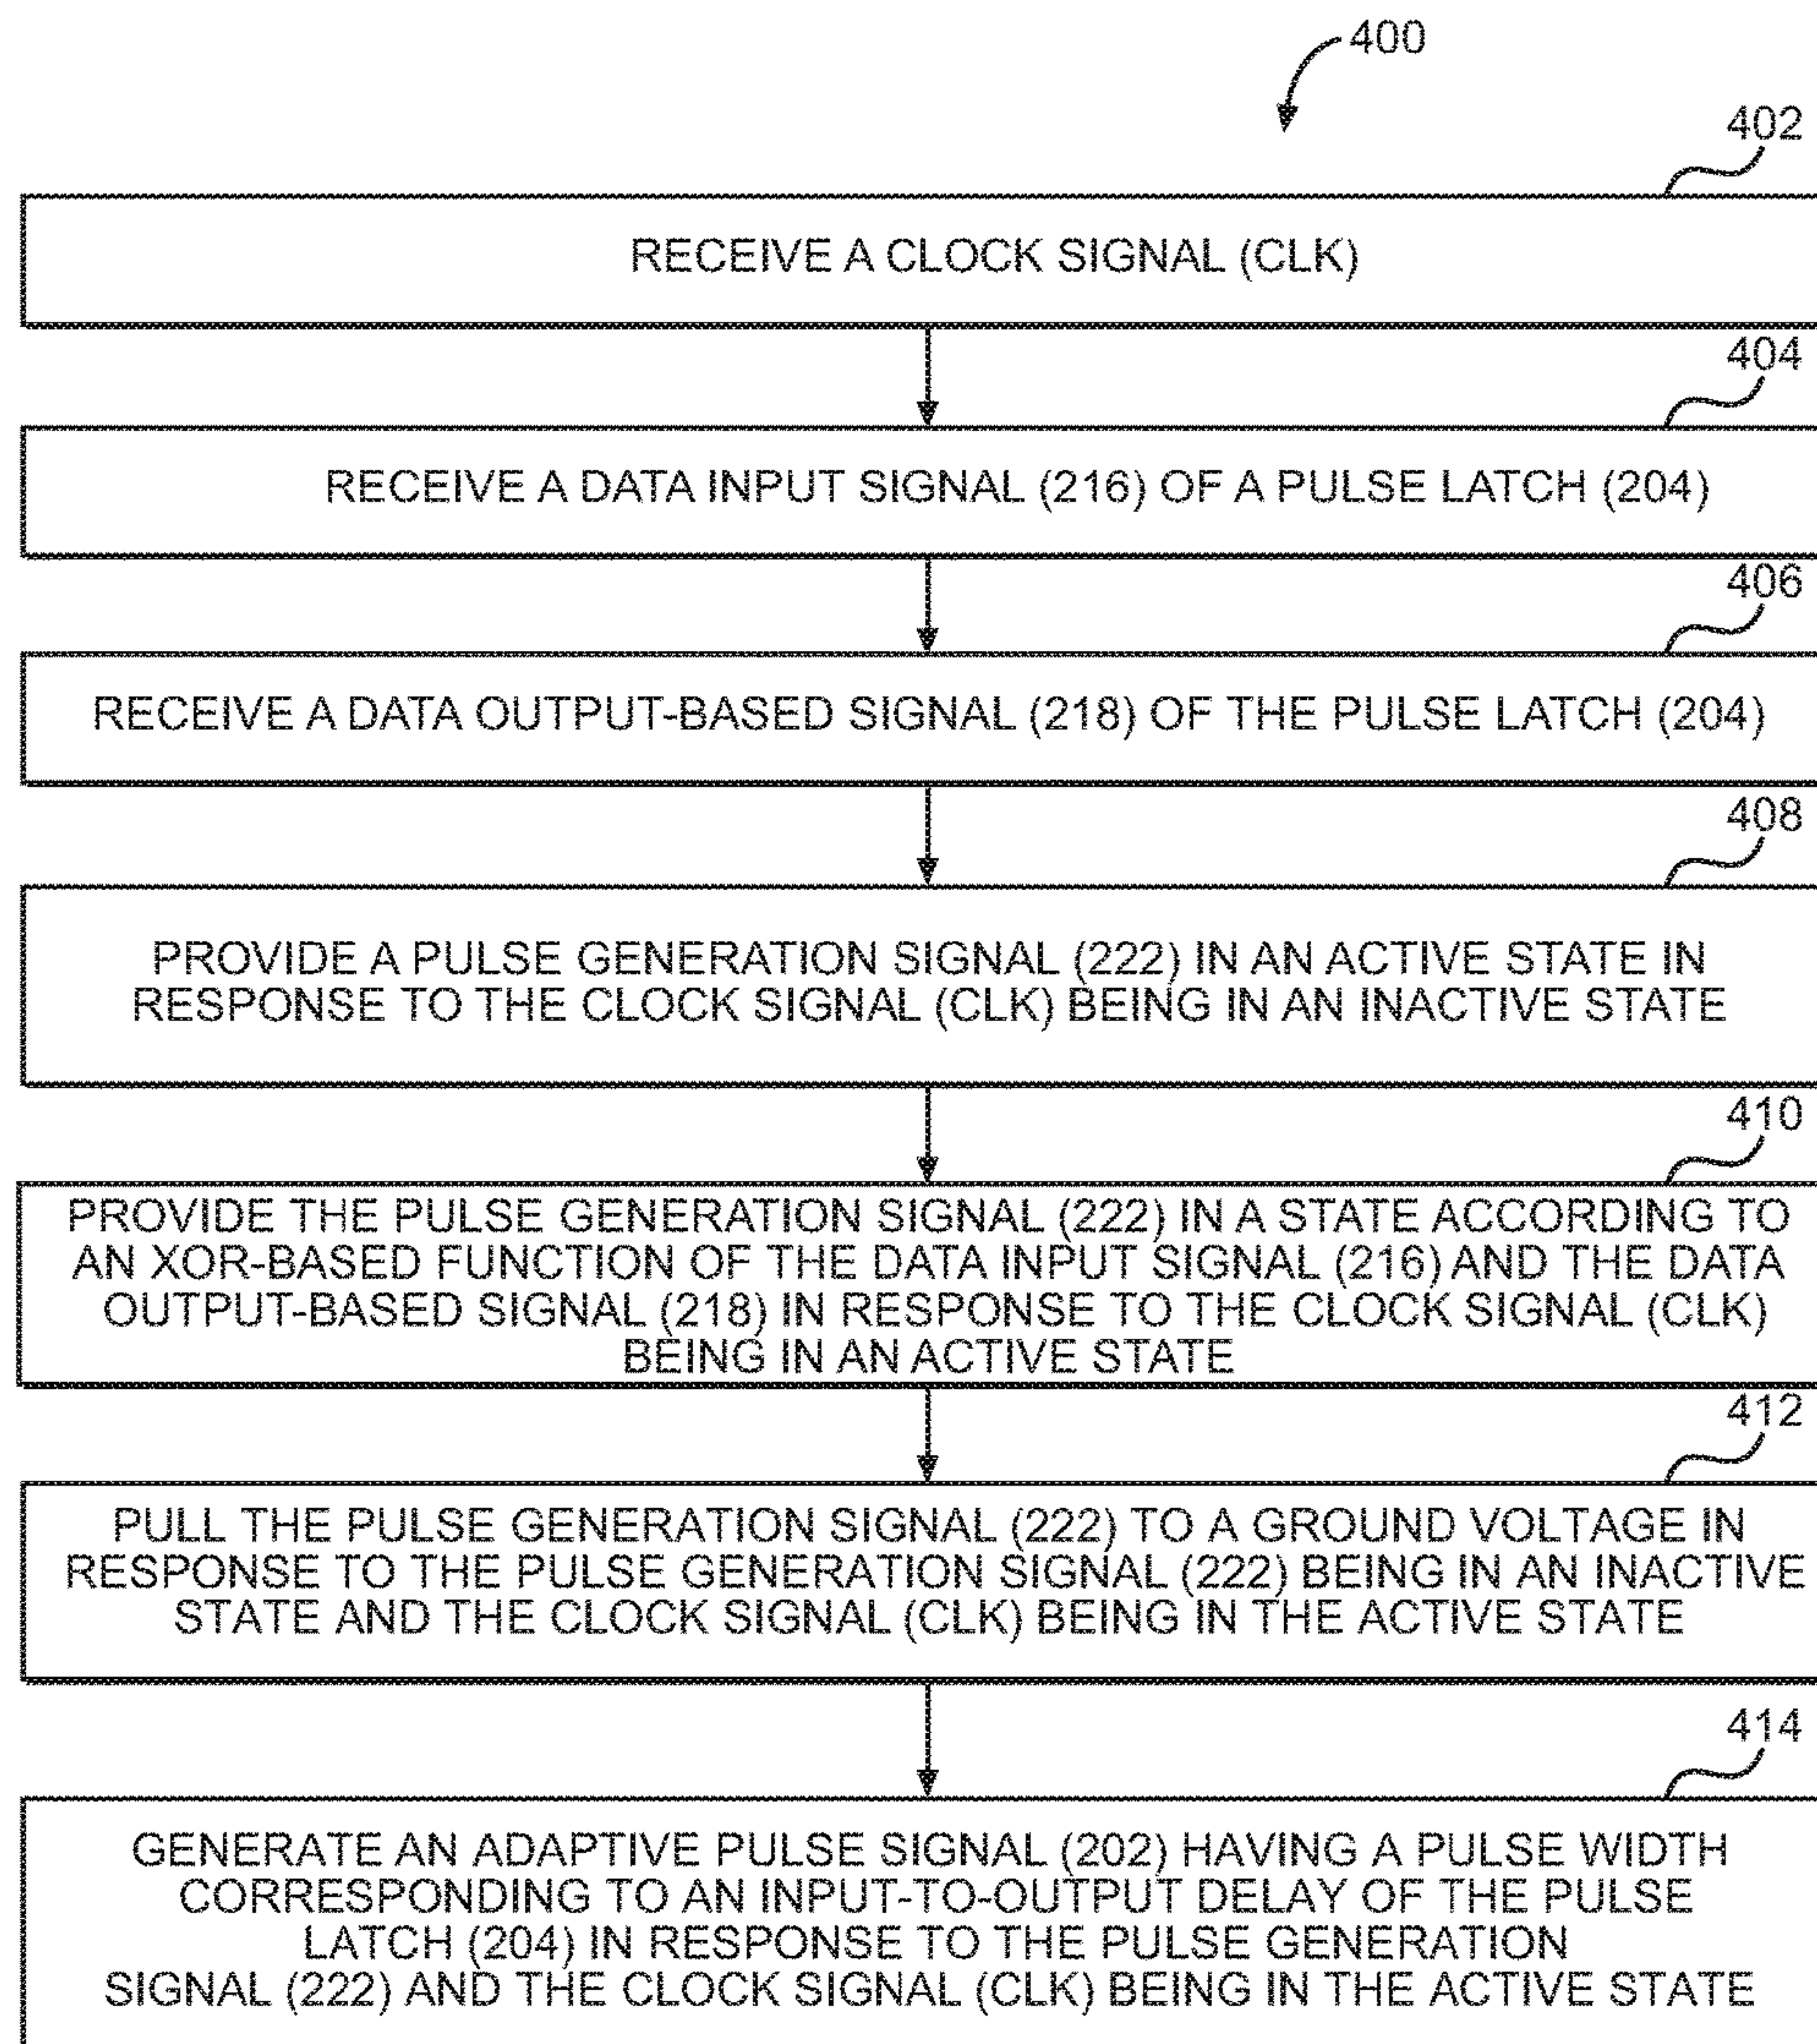 400
402
RECEIVE A CLOCK SIGNAL (CLK)
404
RECEIVE A DATA INPUT SIGNAL (216) OF A PULSE LATCH (204)
406
RECEIVE A DATA OUTPUT-BASED SIGNAL (218) OF THE PULSE LATCH (204)
408
PROVIDE A PULSE GENERATION SIGNAL (222) IN AN ACTIVE STATE IN
RESPONSE TO THE CLOCK SIGNAL (CLK) BEING IN AN INACTIVE STATE
410
PROVIDE THE PULSE GENERATION SIGNAL (222) IN A STATE ACCORDING TO
AN XOR-BASED FUNCTION OF THE DATA INPUT SIGNAL (216) AND THE DATA
OUTPUT-BASED SIGNAL (218) IN RESPONSE TO THE CLOCK SIGNAL (CLK)
BEING IN AN ACTIVE STATE
412
PULL THE PULSE GENERATION SIGNAL (222) TO A GROUND VOLTAGE IN
RESPONSE TO THE PULSE GENERATION SIGNAL (222) BEING IN AN INACTIVE
STATE AND THE CLOCK SIGNAL (CLK) BEING IN THE ACTIVE STATE
414
GENERATE AN ADAPTIVE PULSE SIGNAL (202) HAVING A PULSE WIDTH
CORRESPONDING TO AN INPUT-TO-OUTPUT DELAY OF THE PULSE
LATCH (204) IN RESPONSE TO THE PULSE GENERATION
SIGNAL (222) AND THE CLOCK SIGNAL (CLK) BEING IN THE ACTIVE STATE